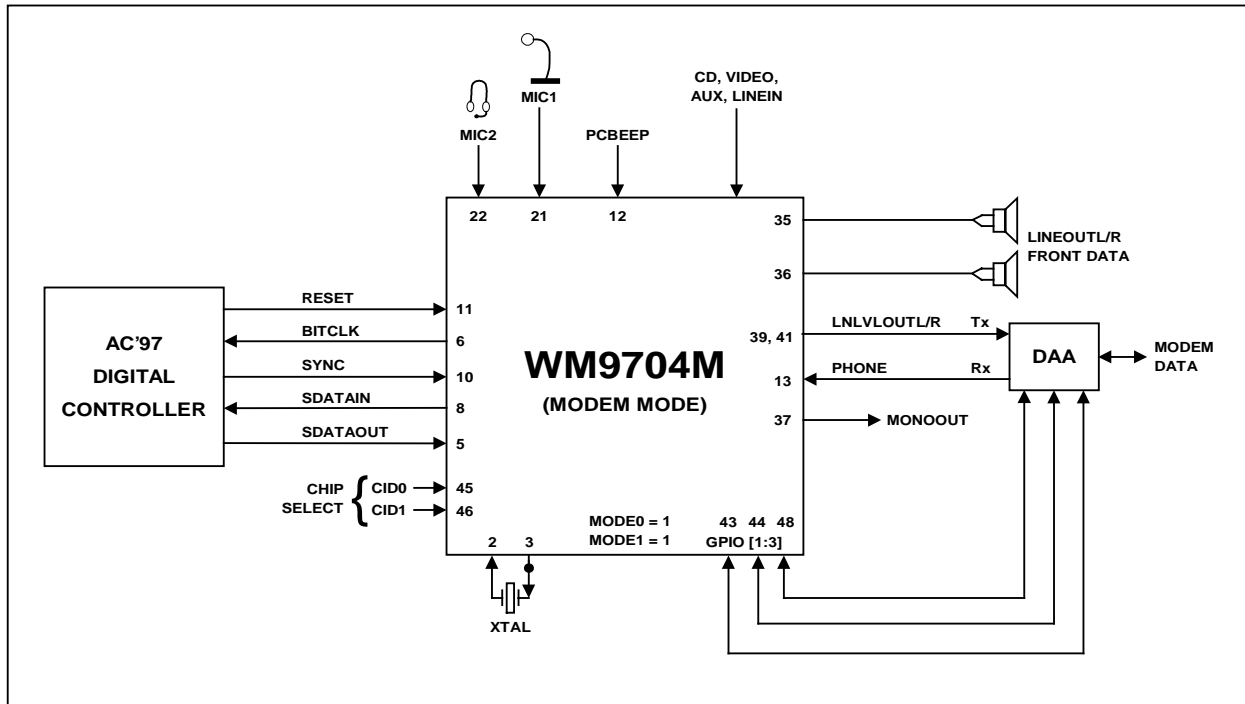 CD, VIDEO,
AUX, LINEIN
MIC1
MIC2
PCBEEP
22
21
12
35
36
LINEOUTL/R
FRONT DATA
AC'97
DIGITAL
CONTROLLER
RESET
BITCLK
SYNC
SDATAIN
SDATAOUT
11
6
10
8
5
WM9704M
(MODEM MODE)
39, 41
13
37
LNLVLOUTL/R
Tx
PHONE
Rx
MONOOUT
DAA
MODEM
DATA
CHIP
SELECT
{
CID0
CID1
45
46
MODE0 = 1
MODE1 = 1
43 44 48
GPIO [1:3]
2 3
XTAL